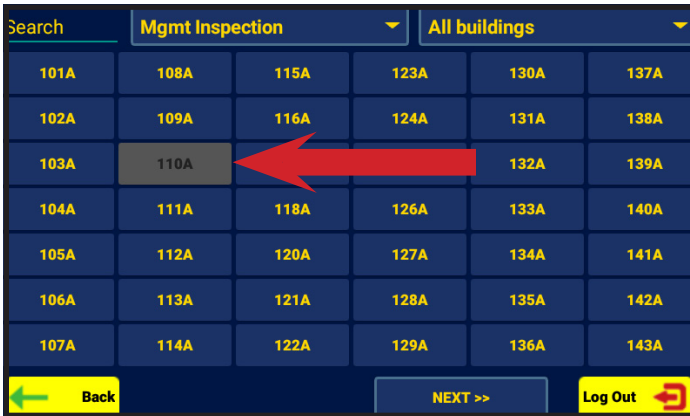 Search Mgmt Inspection All buildings
101A 108A 115A 123A 130A 137A
102A 109A 116A 124A 131A 138A
103A 110A 132A 139A
104A 111A 118A 126A 133A 140A
105A 112A 120A 127A 134A 141A
106A 113A 121A 128A 135A 142A
107A 114A 122A 129A 136A 143A
Back NEXT >> Log Out